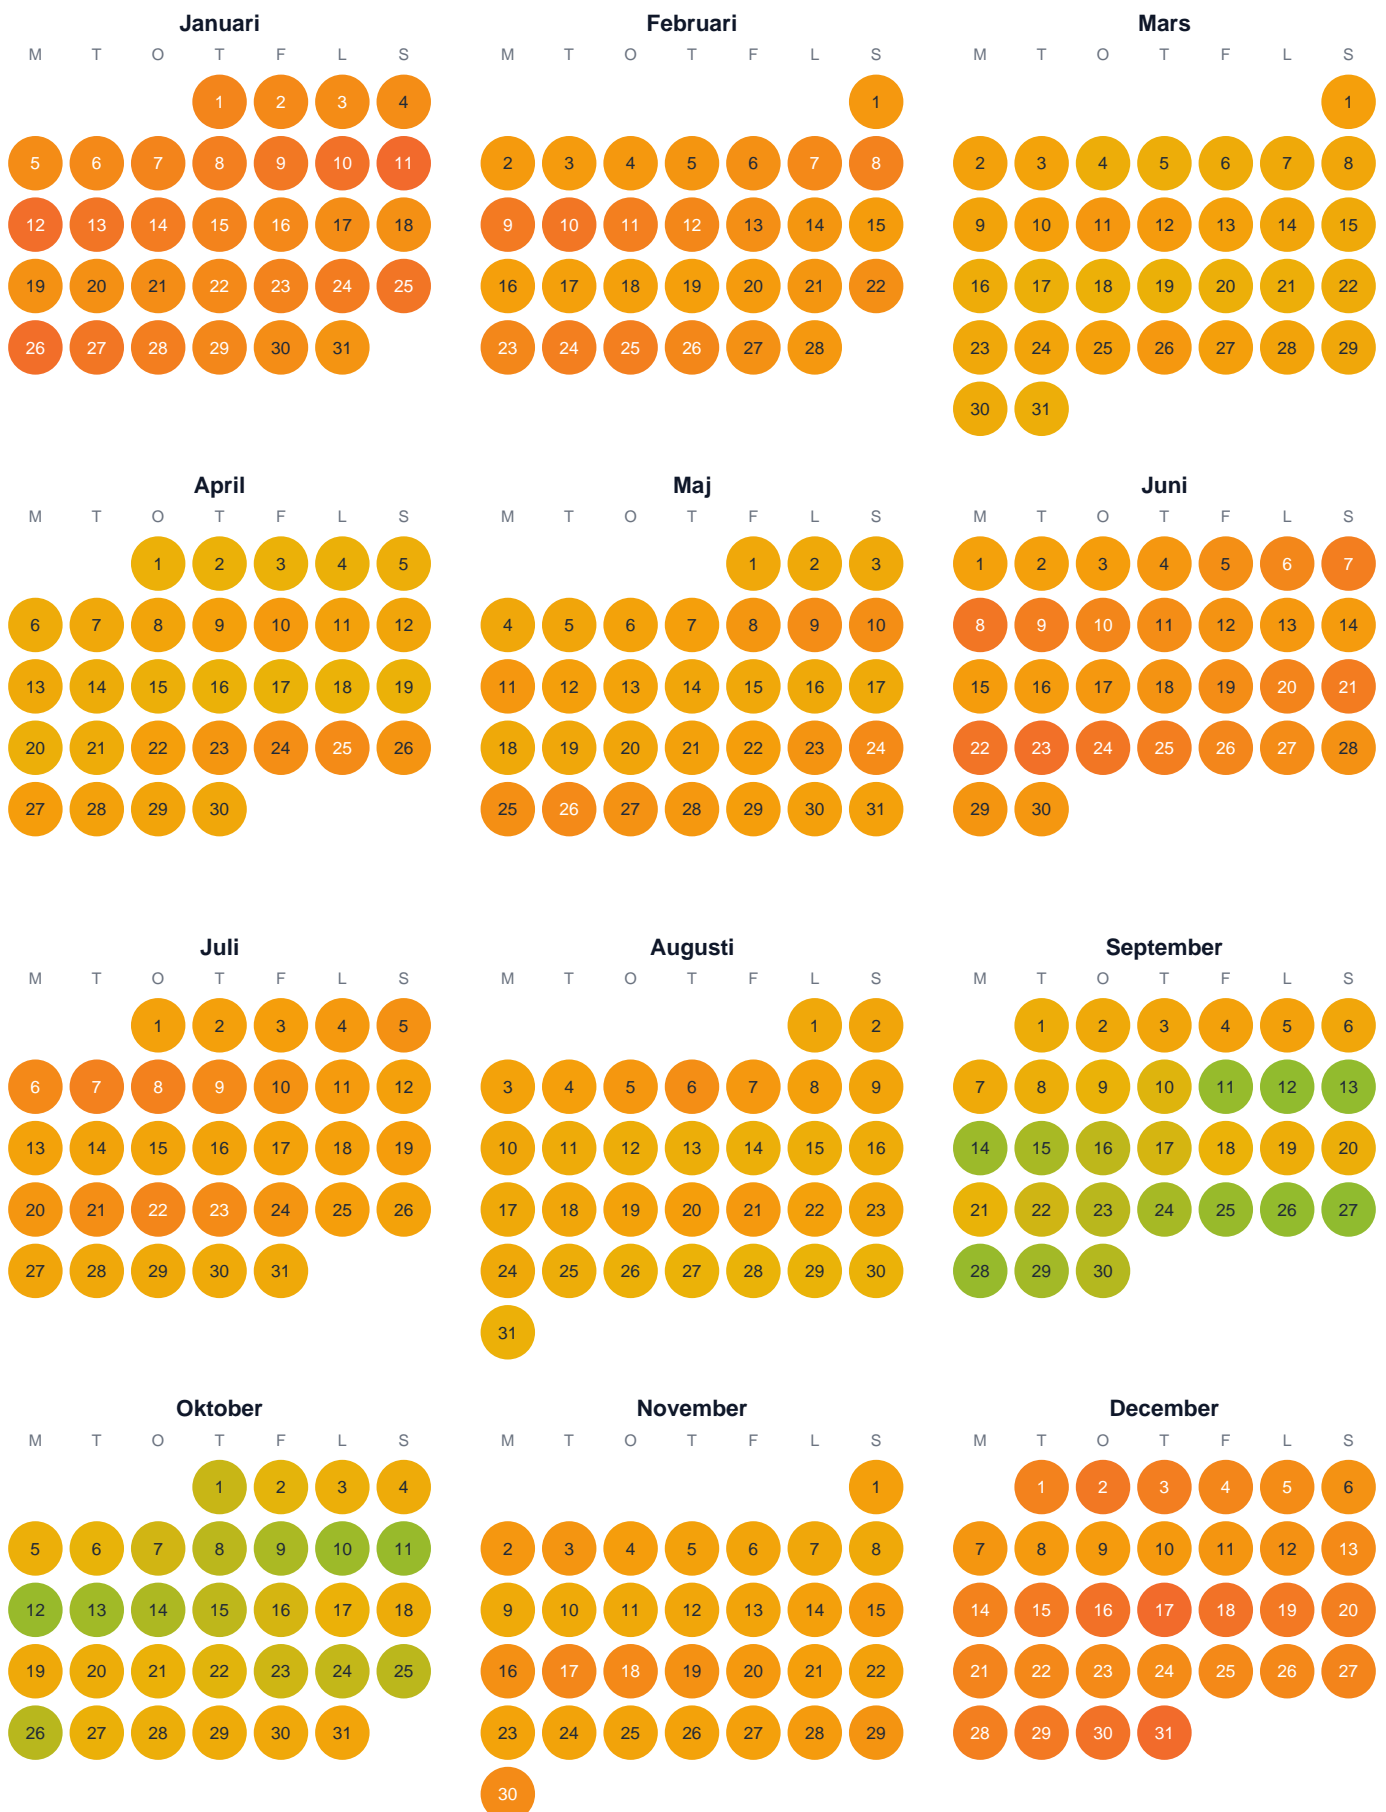 Januari Februari Mars
M T O T F L S M T O T F L S M T O T F L S
1 2 3 4 1 1
5 6 7 8 9 10 11 2 3 4 5 6 7 8 2 3 4 5 6 7 8
12 13 14 15 16 17 18 9 10 11 12 13 14 15 9 10 11 12 13 14 15
19 20 21 22 23 24 25 16 17 18 19 20 21 22 16 17 18 19 20 21 22
26 27 28 29 30 31 23 24 25 26 27 28 23 24 25 26 27 28 29
30 31
April Maj Juni
M T O T F L S M T O T F L S M T O T F L S
1 2 3 4 5 1 2 3 1 2 3 4 5 6 7
6 7 8 9 10 11 12 4 5 6 7 8 9 10 8 9 10 11 12 13 14
13 14 15 16 17 18 19 11 12 13 14 15 16 17 15 16 17 18 19 20 21
20 21 22 23 24 25 26 18 19 20 21 22 23 24 22 23 24 25 26 27 28
27 28 29 30 25 26 27 28 29 30 31 29 30
Juli Augusti September
M T O T F L S M T O T F L S M T O T F L S
1 2 3 4 5 1 2 1 2 3 4 5 6
6 7 8 9 10 11 12 3 4 5 6 7 8 9 7 8 9 10 11 12 13
13 14 15 16 17 18 19 10 11 12 13 14 15 16 14 15 16 17 18 19 20
20 21 22 23 24 25 26 17 18 19 20 21 22 23 21 22 23 24 25 26 27
27 28 29 30 31 24 25 26 27 28 29 30 28 29 30
31
Oktober November December
M T O T F L S M T O T F L S M T O T F L S
1 2 3 4 1 1 2 3 4 5 6
5 6 7 8 9 10 11 2 3 4 5 6 7 8 7 8 9 10 11 12 13
12 13 14 15 16 17 18 9 10 11 12 13 14 15 14 15 16 17 18 19 20
19 20 21 22 23 24 25 16 17 18 19 20 21 22 21 22 23 24 25 26 27
26 27 28 29 30 31 23 24 25 26 27 28 29 28 29 30 31
30